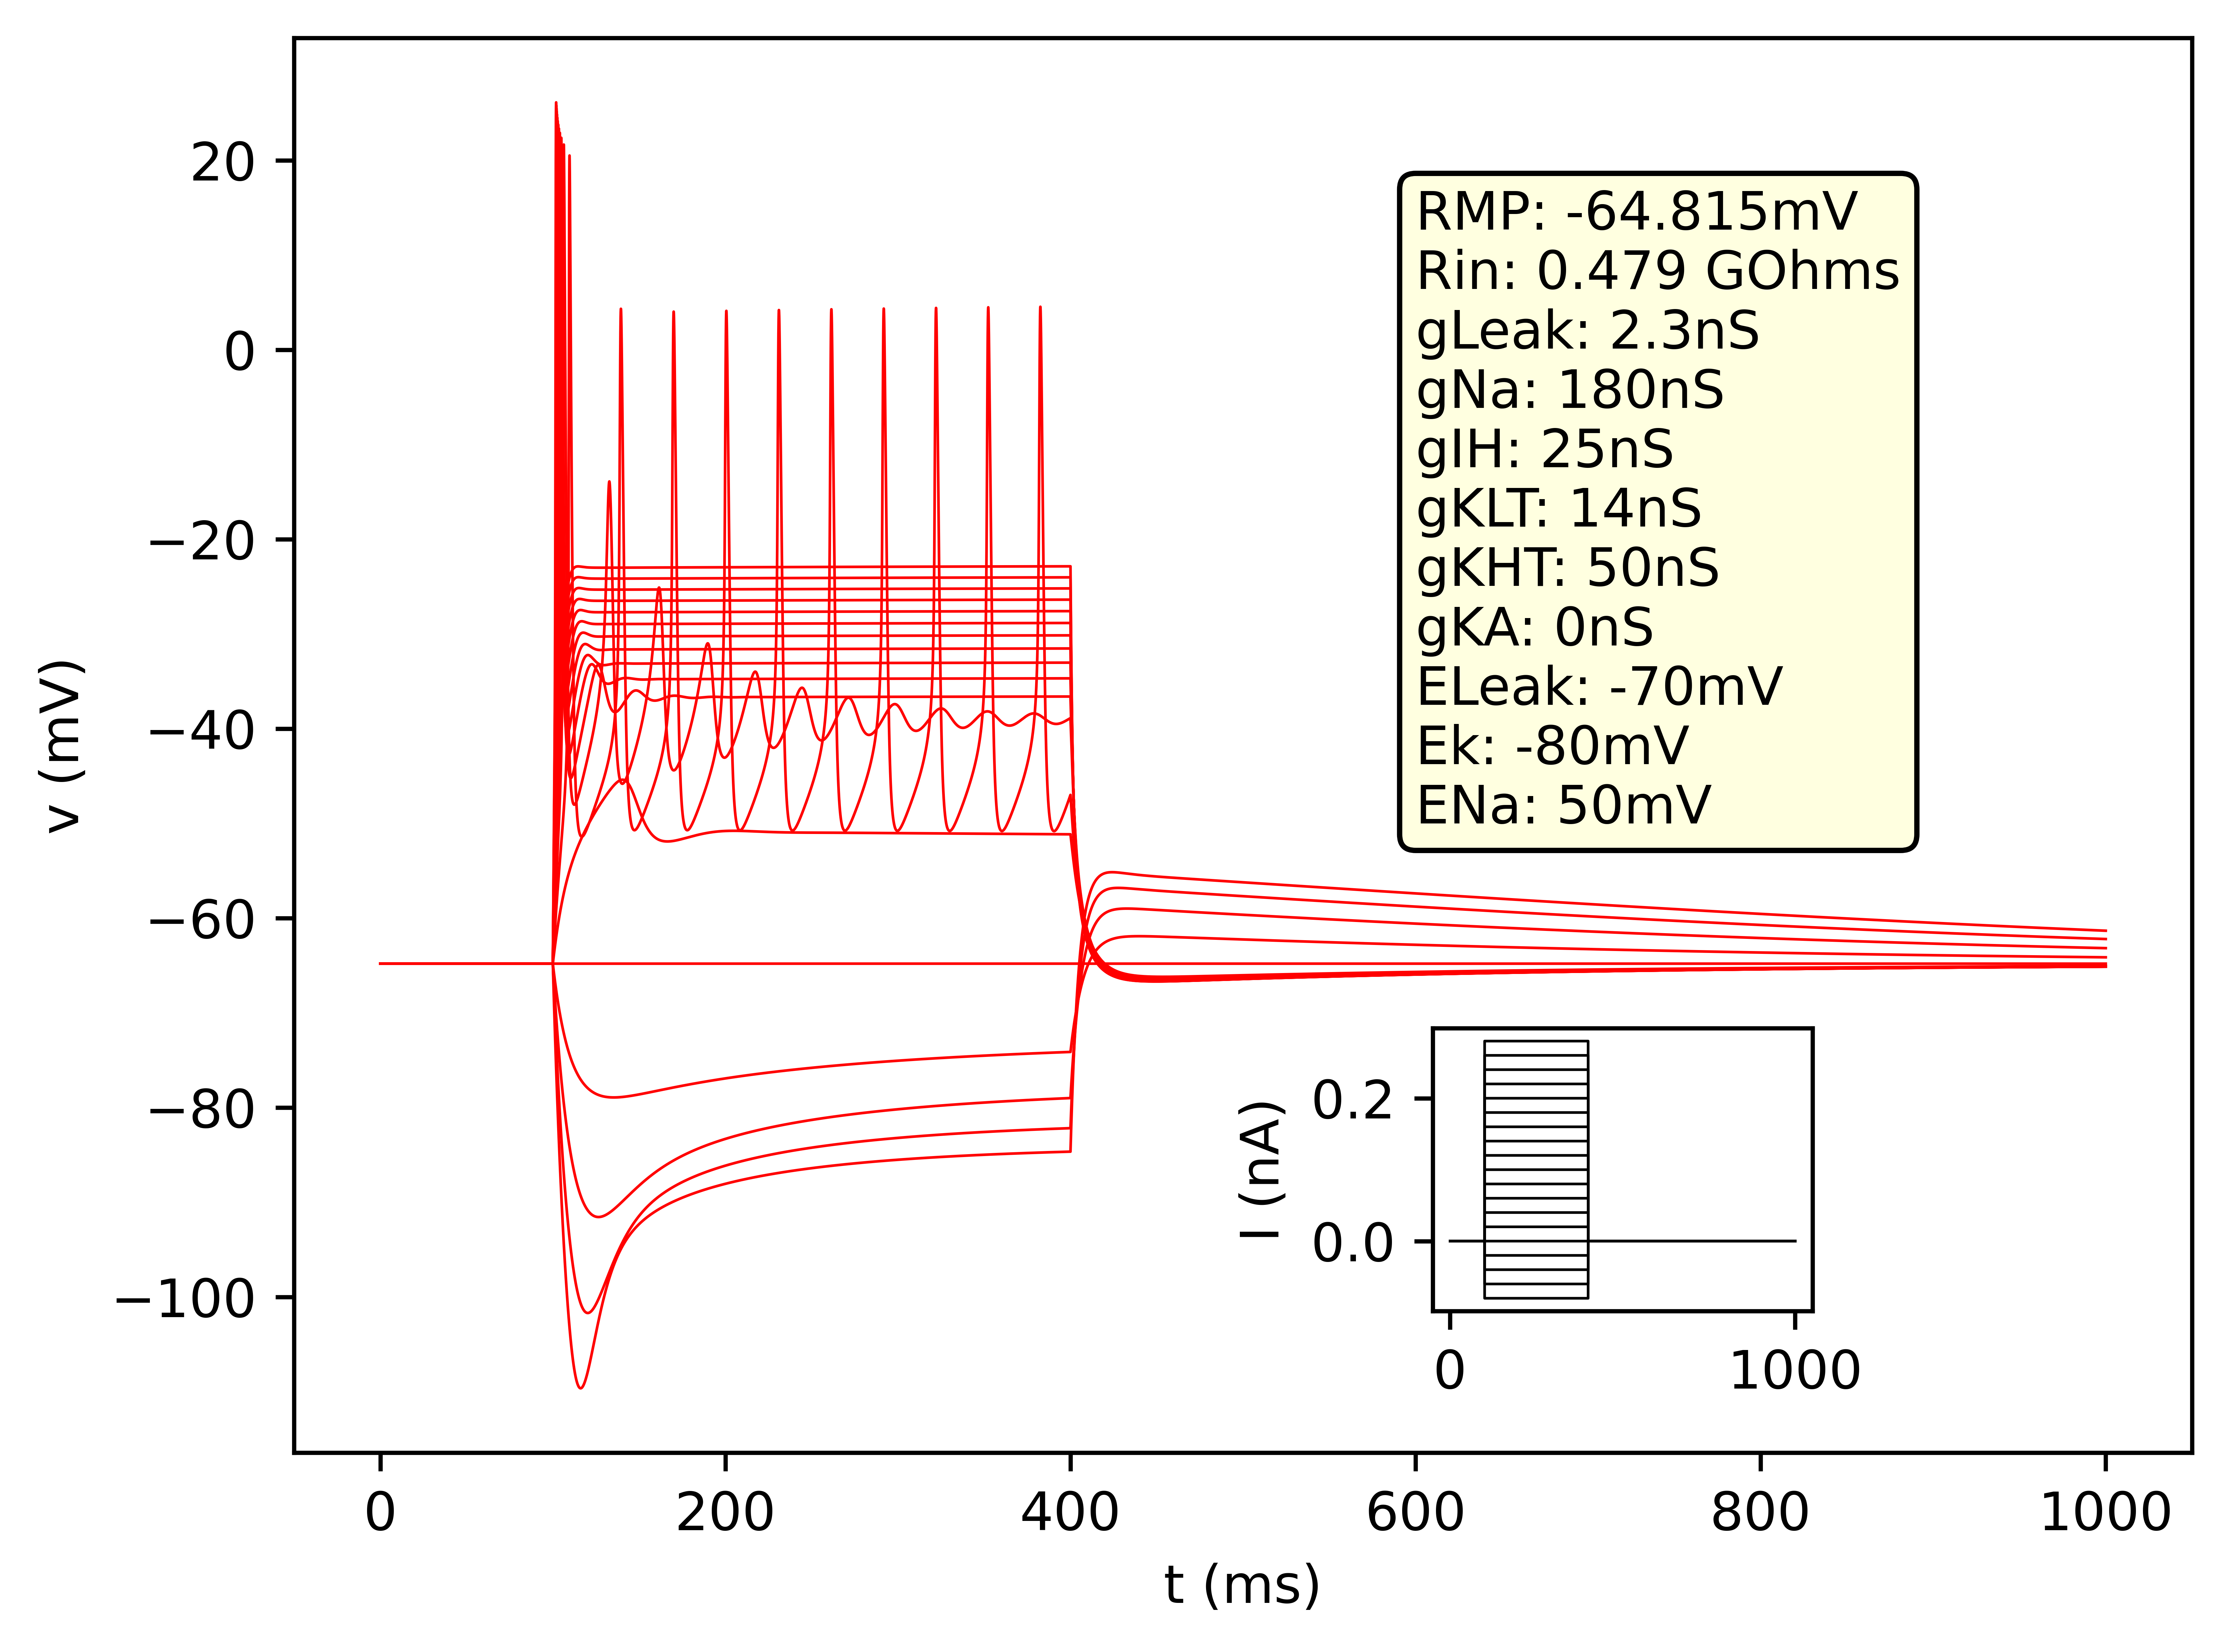 20
0
−20
−40
−60
−80
−100
v (mV)
0
200
400
600
800
1000
t (ms)
RMP: -64.815mV
Rin: 0.479 GOhms
gLeak: 2.3nS
gNa: 180nS
gIH: 25nS
gKLT: 14nS
gKHT: 50nS
gKA: 0nS
ELeak: -70mV
Ek: -80mV
ENa: 50mV
I (nA)
0.2
0.0
0
1000